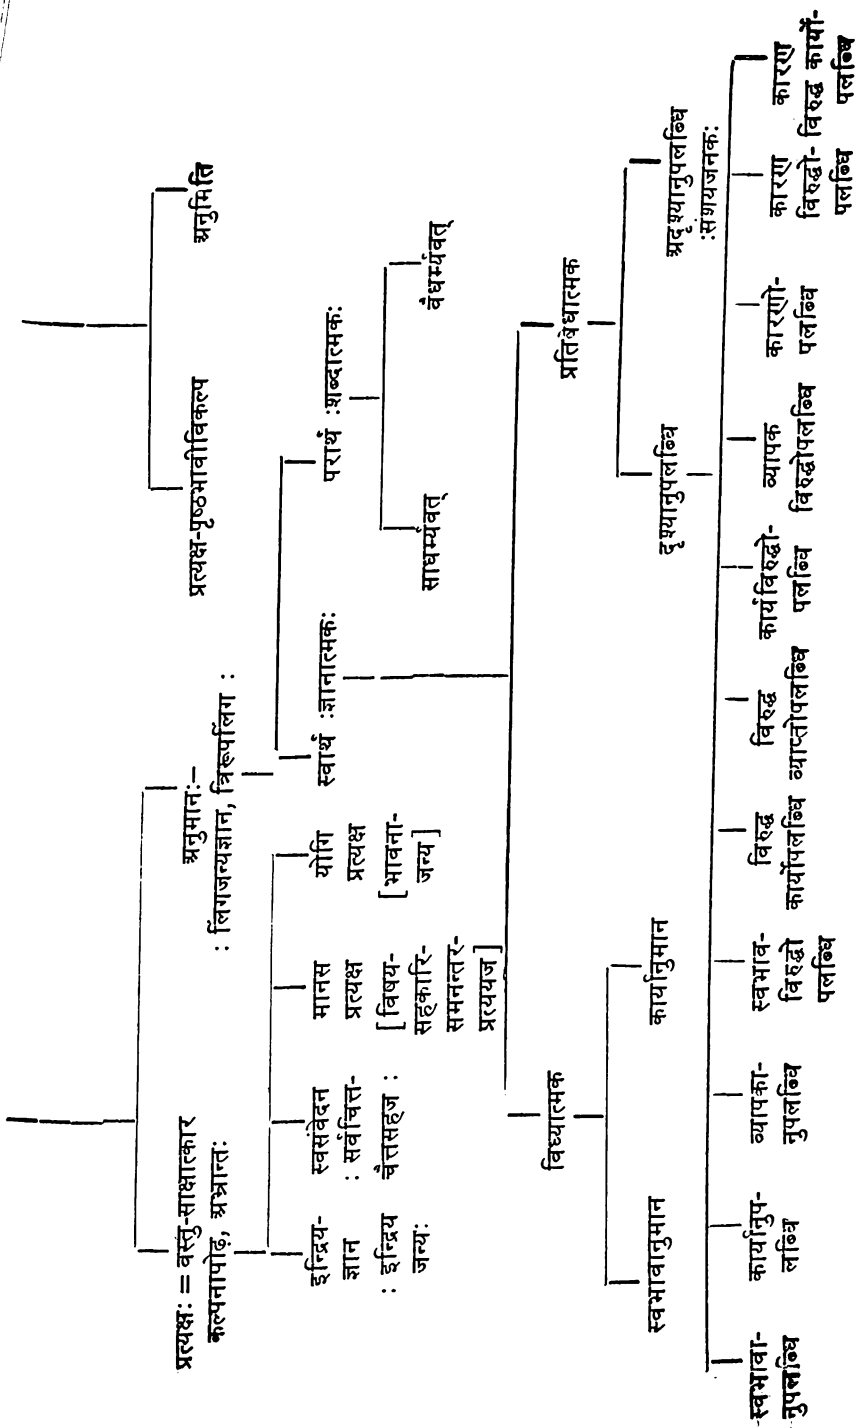 प्रत्यक्षः = वस्तु-साक्षात्कार
कल्पनापोढ़, अभ्रान्तः
अनुमानः–
: लिंगजन्यज्ञान, त्रिरूपलिंग :
प्रत्यक्ष-पृष्ठभावीविकल्प
अनुमिति
इन्द्रिय-
ज्ञान
: इन्द्रिय
जन्यः
स्वसंवेदन
: सर्वचित्त-
चैत्तसहज :
मानस
प्रत्यक्ष
[ विषय-
सहकारि-
समनन्तर-
प्रत्ययज ]
योगि
प्रत्यक्ष
[ भावना-
जन्य ]
स्वार्थ :ज्ञानात्मकः
परार्थ :शब्दात्मकः
साधर्म्यवत्
वैधर्म्यवत्
विध्यात्मक
प्रतिषेधात्मक
स्वभावानुमान
कार्यानुमान
दृश्यानुपलब्धि
अदृश्यानुपलब्धि
:संशयजनकः
स्वभावा-
नुपलब्धि
कार्यानुप-
लब्धि
व्यापका-
नुपलब्धि
स्वभाव-
विरुद्धो
पलब्धि
विरुद्ध
कार्योपलब्धि
विरुद्ध
व्याप्तोपलब्धि
कार्यविरुद्धो-
पलब्धि
व्यापक
विरुद्धोपलब्धि
कारणो-
पलब्धि
कारण
विरुद्धो-
पलब्धि
कारण
विरुद्ध कार्यो-
पलब्धि